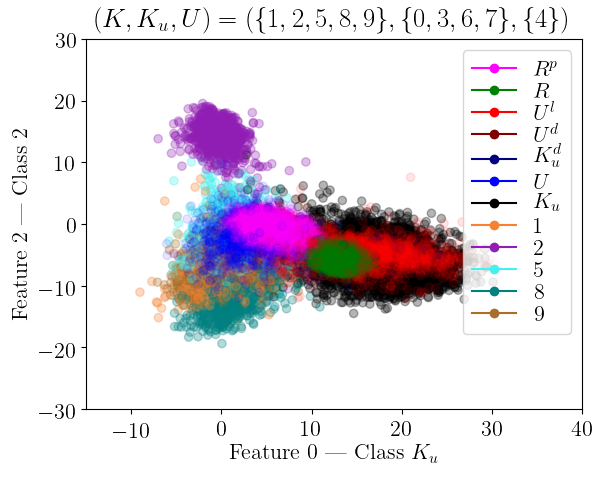 (K, K_u, U) = ({1, 2, 5, 8, 9}, {0, 3, 6, 7}, {4})
30
20
10
0
−10
−20
−30
Feature 2 — Class 2
−10
0
10
20
30
40
Feature 0 — Class K_u
R^p
R
U^l
U^d
K_u^d
U
K_u
1
2
5
8
9